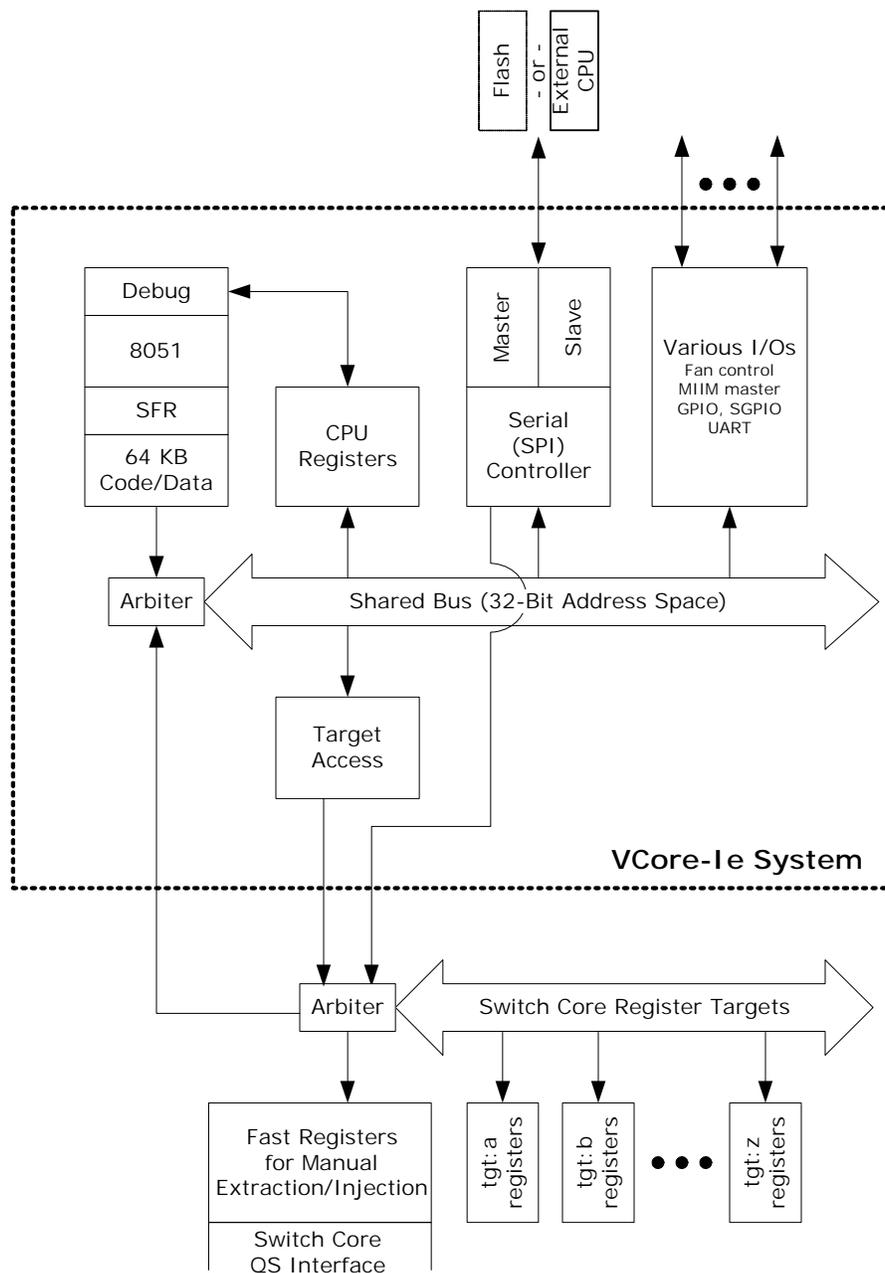 Flash
- or -
External
CPU
Debug
8051
SFR
64 KB
Code/Data
CPU
Registers
Master
Slave
Serial
(SPI)
Controller
Various I/Os
Fan control
MIIM master
GPIO, SGPIO
UART
Arbiter
Shared Bus (32-Bit Address Space)
Target
Access
VCore-Ie System
Arbiter
Switch Core Register Targets
Fast Registers
for Manual
Extraction/Injection
Switch Core
QS Interface
tgt:a
registers
tgt:b
registers
tgt:z
registers